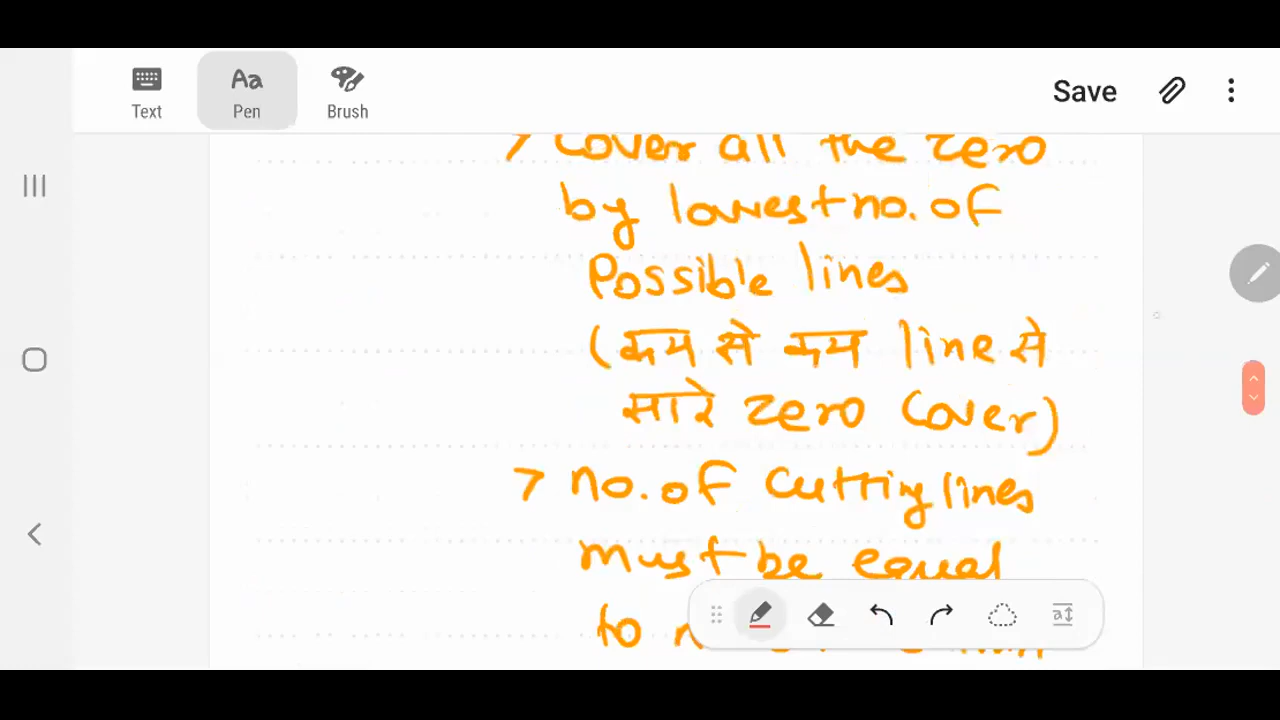 Text
Pen
Brush
Save
> Cover all the zero
by lowest no. of
Possible lines
(कम से कम line से
सारे zero cover)
> no. of cutting lines
must be equal
to